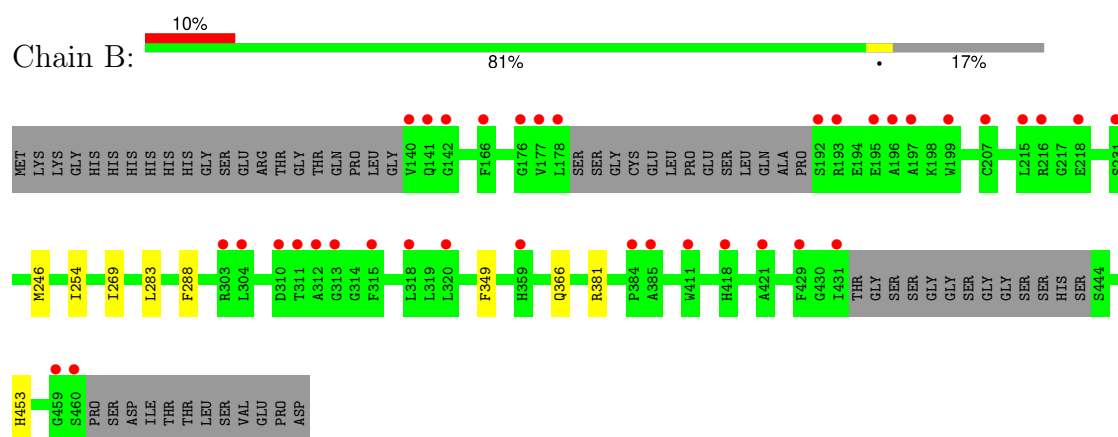 10%
Chain B:
81%
17%
MET LYS LYS GLY HIS HIS HIS HIS HIS HIS GLY SER GLU ARG THR GLY THR GLN PRO LEU GLY V140 Q141 G142 F166 G176 V177 L178 SER SER GLY CYS GLU LEU PRO GLU SER LEU GLN ALA PRO S192 R193 E194 E195 A196 A197 K198 W199 C207 L215 R216 G217 E218 S231
M246 I254 I269 L283 F288 R303 L304 D310 T311 A312 G313 G314 F315 L318 L319 L320 F349 H359 Q366 R381 P384 A385 W411 H418 A421 F429 G430 I431 THR GLY SER SER GLY GLY SER GLY GLY SER SER HIS SER S444
H453 G459 S460 PRO SER ASP ILE THR THR LEU SER VAL GLU PRO ASP